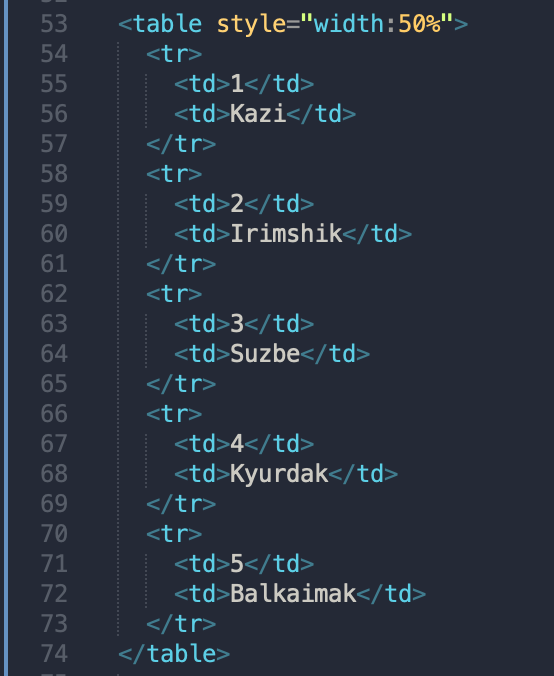 53 <table style="width:50%">
54 <tr>
55 <td>1</td>
56 <td>Kazi</td>
57 </tr>
58 <tr>
59 <td>2</td>
60 <td>Irimshik</td>
61 </tr>
62 <tr>
63 <td>3</td>
64 <td>Suzbe</td>
65 </tr>
66 <tr>
67 <td>4</td>
68 <td>Kyurdak</td>
69 </tr>
70 <tr>
71 <td>5</td>
72 <td>Balkaimak</td>
73 </tr>
74 </table>